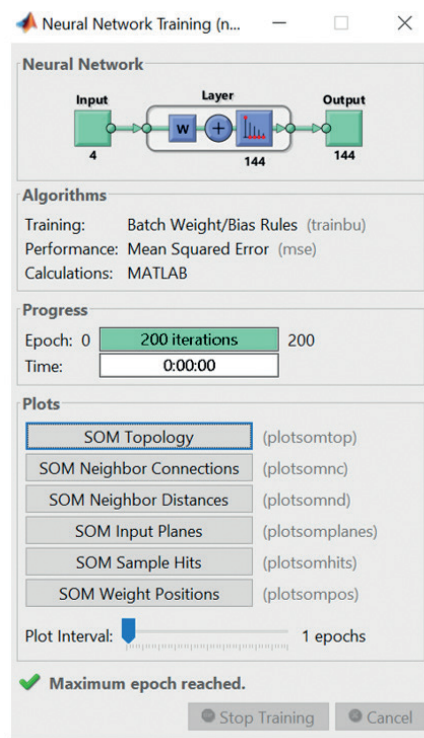 Neural Network Training (n...
Neural Network
Input
Layer
Output
W
4
144
144
Algorithms
Training: Batch Weight/Bias Rules (trainbu)
Performance: Mean Squared Error (mse)
Calculations: MATLAB
Progress
Epoch: 0 200 iterations 200
Time: 0:00:00
Plots
SOM Topology (plotsomtop)
SOM Neighbor Connections (plotsomnc)
SOM Neighbor Distances (plotsomnd)
SOM Input Planes (plotsomplanes)
SOM Sample Hits (plotsomhits)
SOM Weight Positions (plotsompos)
Plot Interval: 1 epochs
Maximum epoch reached.
Stop Training Cancel